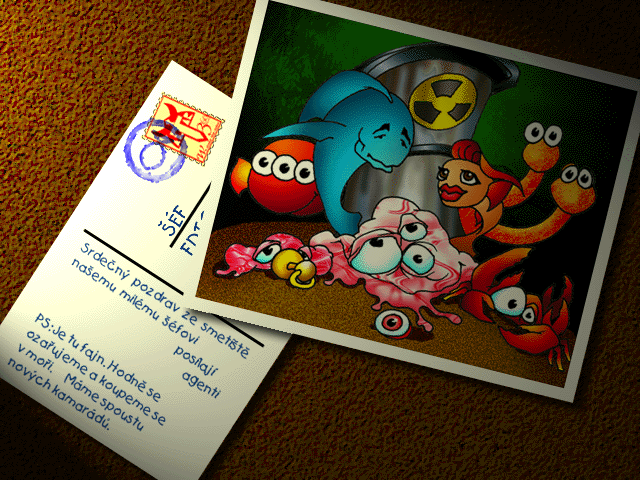 ŠÉF
Srdečný pozdrav ze smetiště
našemu milému šéfovi
posílají
agenti
PS:Je tu fajn. Hodně se
ozařujeme a koupeme se
v moři. Máme spoustu
nových kamarádů.